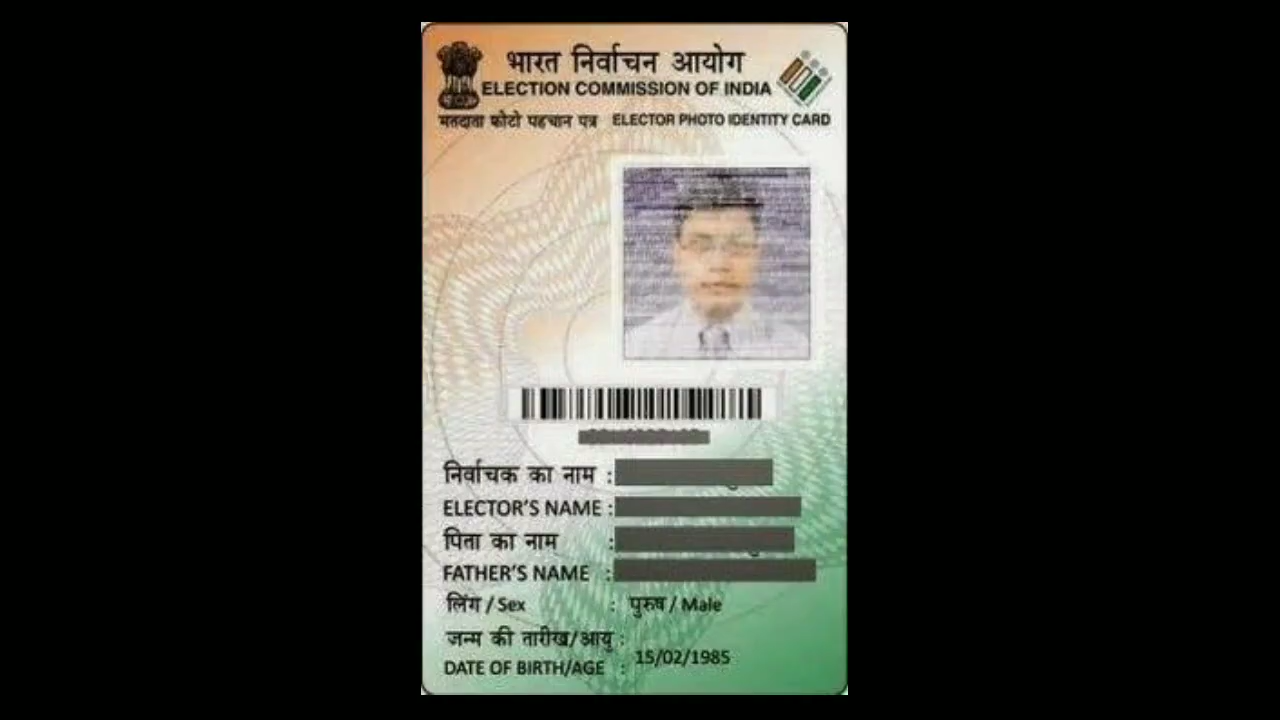 भारत निर्वाचन आयोग
ELECTION COMMISSION OF INDIA
मतदाता फोटो पहचान पत्र ELECTOR PHOTO IDENTITY CARD
निर्वाचक का नाम :
ELECTOR'S NAME :
पिता का नाम :
FATHER'S NAME :
लिंग / Sex : पुरुष / Male
जन्म की तारीख/आयु :
DATE OF BIRTH/AGE : 15/02/1985